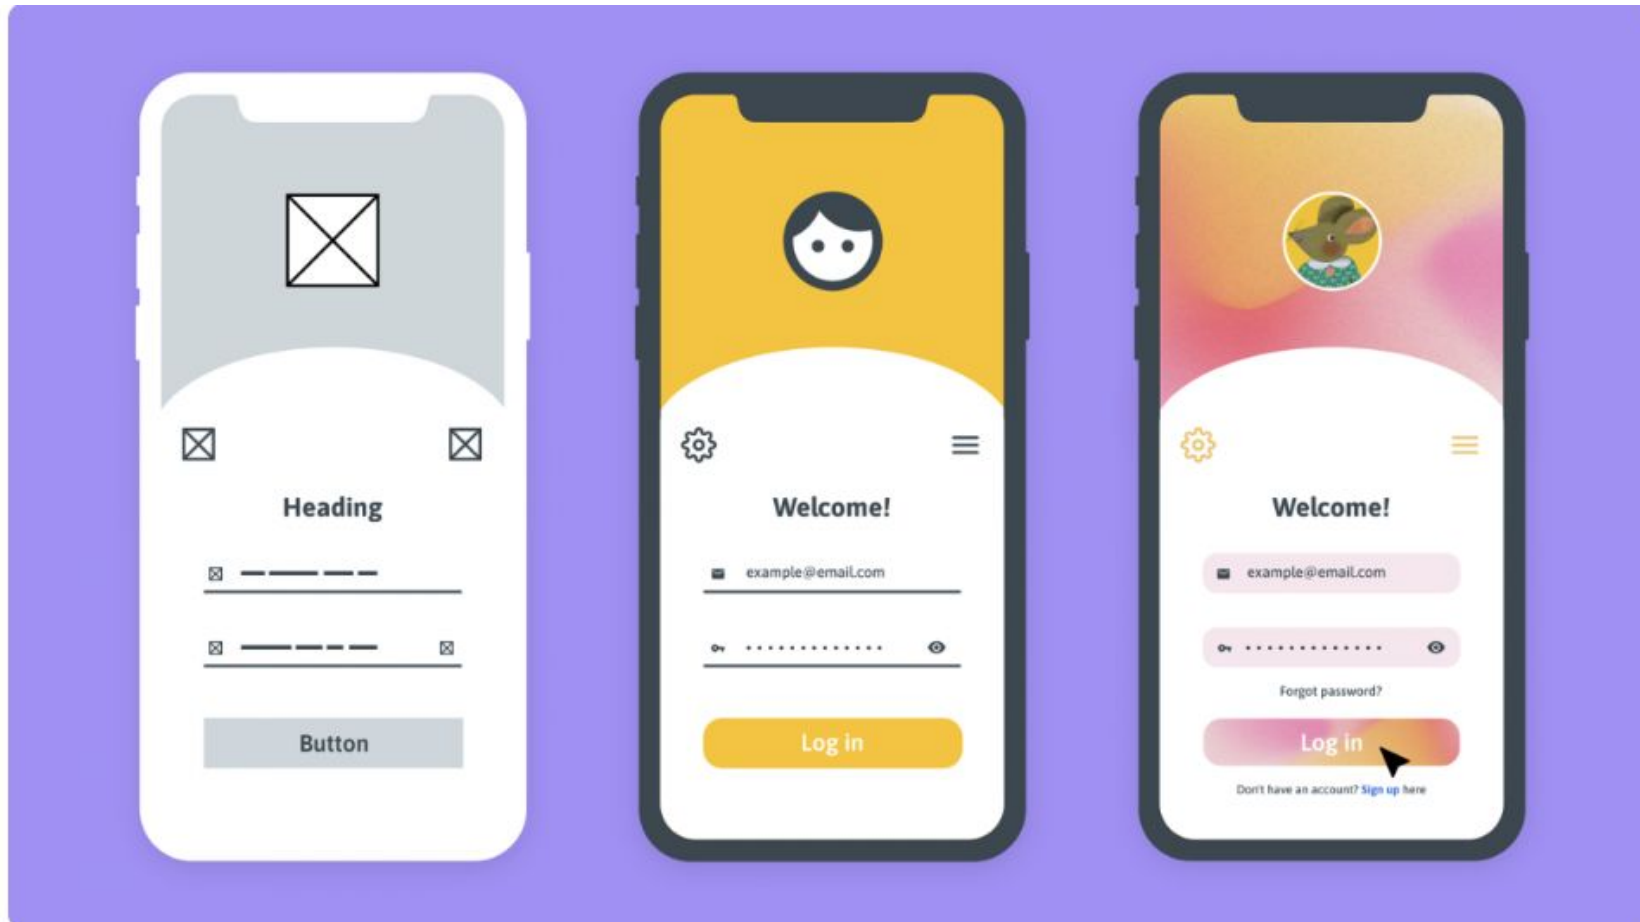 Heading
Button
Welcome!
example@email.com
Log in
Welcome!
example@email.com
Forgot password?
Log in
Don't have an account? Sign up here